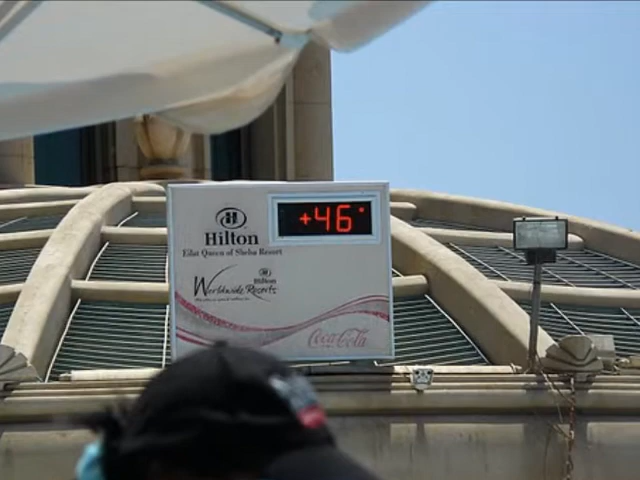 +46°
Hilton
Eilat Queen of Sheba Resort
Hilton
Worldwide Resorts
Coca-Cola